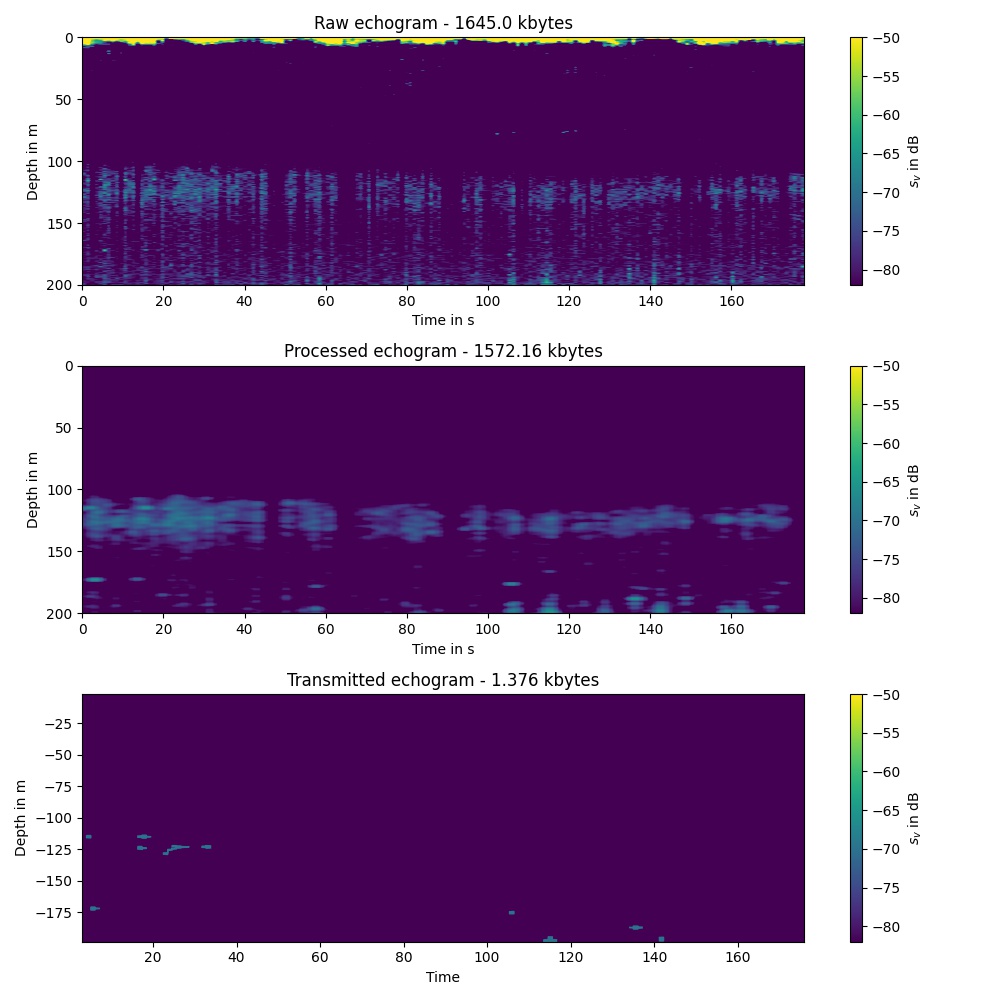 Raw echogram - 1645.0 kbytes
0
50
100
150
200
Depth in m
0 20 40 60 80 100 120 140 160
Time in s
−50
−55
−60
−65
−70
−75
−80
sᵥ in dB
Processed echogram - 1572.16 kbytes
0
50
100
150
200
Depth in m
0 20 40 60 80 100 120 140 160
Time in s
−50
−55
−60
−65
−70
−75
−80
sᵥ in dB
Transmitted echogram - 1.376 kbytes
−25
−50
−75
−100
−125
−150
−175
Depth in m
20 40 60 80 100 120 140 160
Time
−50
−55
−60
−65
−70
−75
−80
sᵥ in dB